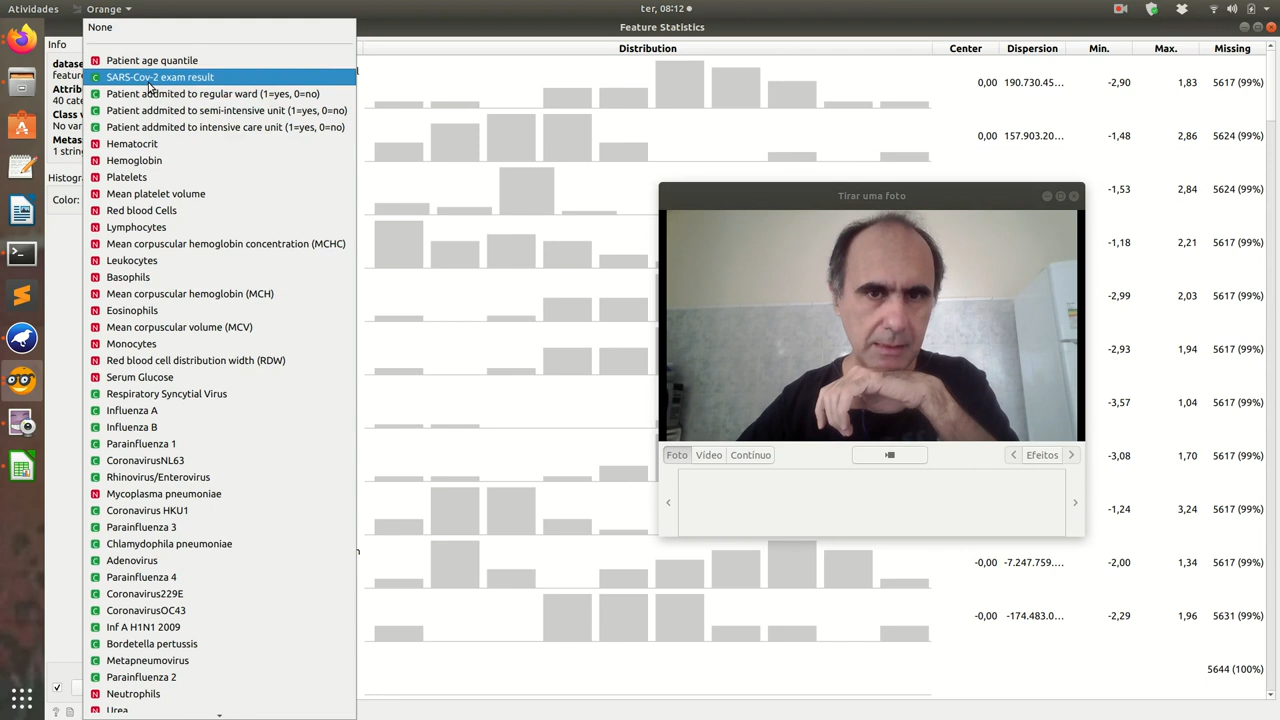 Atividades
Orange
ter, 08:12
Feature Statistics
None
Info
Distribution
Center
Dispersion
Min.
Max.
Missing
Patient age quantile
SARS-Cov-2 exam result
Patient addmited to regular ward (1=yes, 0=no)
Patient addmited to semi-intensive unit (1=yes, 0=no)
Patient addmited to intensive care unit (1=yes, 0=no)
Hematocrit
Hemoglobin
Platelets
Mean platelet volume
Red blood Cells
Lymphocytes
Mean corpuscular hemoglobin concentration (MCHC)
Leukocytes
Basophils
Mean corpuscular hemoglobin (MCH)
Eosinophils
Mean corpuscular volume (MCV)
Monocytes
Red blood cell distribution width (RDW)
Serum Glucose
Respiratory Syncytial Virus
Influenza A
Influenza B
Parainfluenza 1
CoronavirusNL63
Rhinovirus/Enterovirus
Mycoplasma pneumoniae
Coronavirus HKU1
Parainfluenza 3
Chlamydophila pneumoniae
Adenovirus
Parainfluenza 4
Coronavirus229E
CoronavirusOC43
Inf A H1N1 2009
Bordetella pertussis
Metapneumovirus
Parainfluenza 2
Neutrophils
Urea
40
1
Color:
0,00 190.730.45... -2,90 1,83 5617 (99%)
0,00 157.903.20... -1,48 2,86 5624 (99%)
-1,53 2,84 5624 (99%)
-1,18 2,21 5617 (99%)
-2,99 2,03 5617 (99%)
-2,93 1,94 5617 (99%)
-3,57 1,04 5617 (99%)
-3,08 1,70 5617 (99%)
-1,24 3,24 5617 (99%)
-0,00 -7.247.759.... -2,00 1,34 5617 (99%)
-0,00 -174.483.0... -2,29 1,96 5631 (99%)
5644 (100%)
Tirar uma foto
Foto
Vídeo
Contínuo
Efeitos